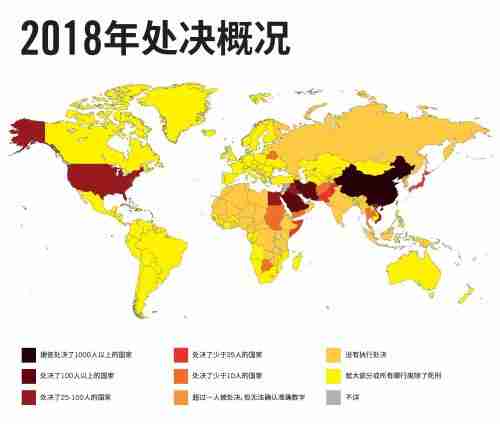 2018年处决概况
据信处决了1000人以上的国家
处决了少于25人的国家
没有执行处决
处决了100人以上的国家
处决了少于10人的国家
绝大部分或所有罪行废除了死刑
处决了25-100人的国家
超过一人被处决,但无法确认准确数字
不详